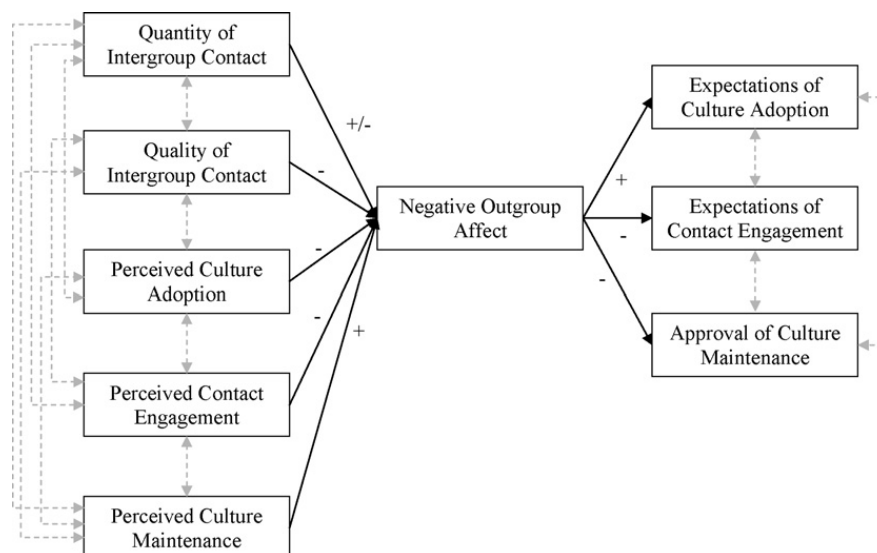 Quantity of
Intergroup Contact
+/-
Quality of
Intergroup Contact
-
Perceived Culture
Adoption
-
Perceived Contact
Engagement
-
Perceived Culture
Maintenance
+
Negative Outgroup
Affect
+
-
-
Expectations of
Culture Adoption
Expectations of
Contact Engagement
Approval of Culture
Maintenance